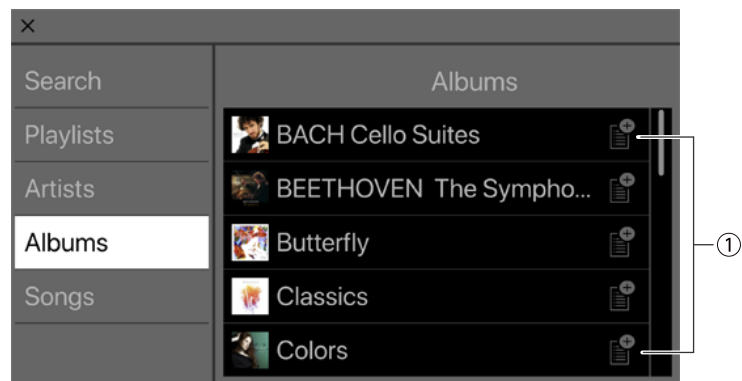 ×
Search
Playlists
Artists
Albums
Songs
Albums
BACH Cello Suites
BEETHOVEN The Sympho...
Butterfly
Classics
Colors
①